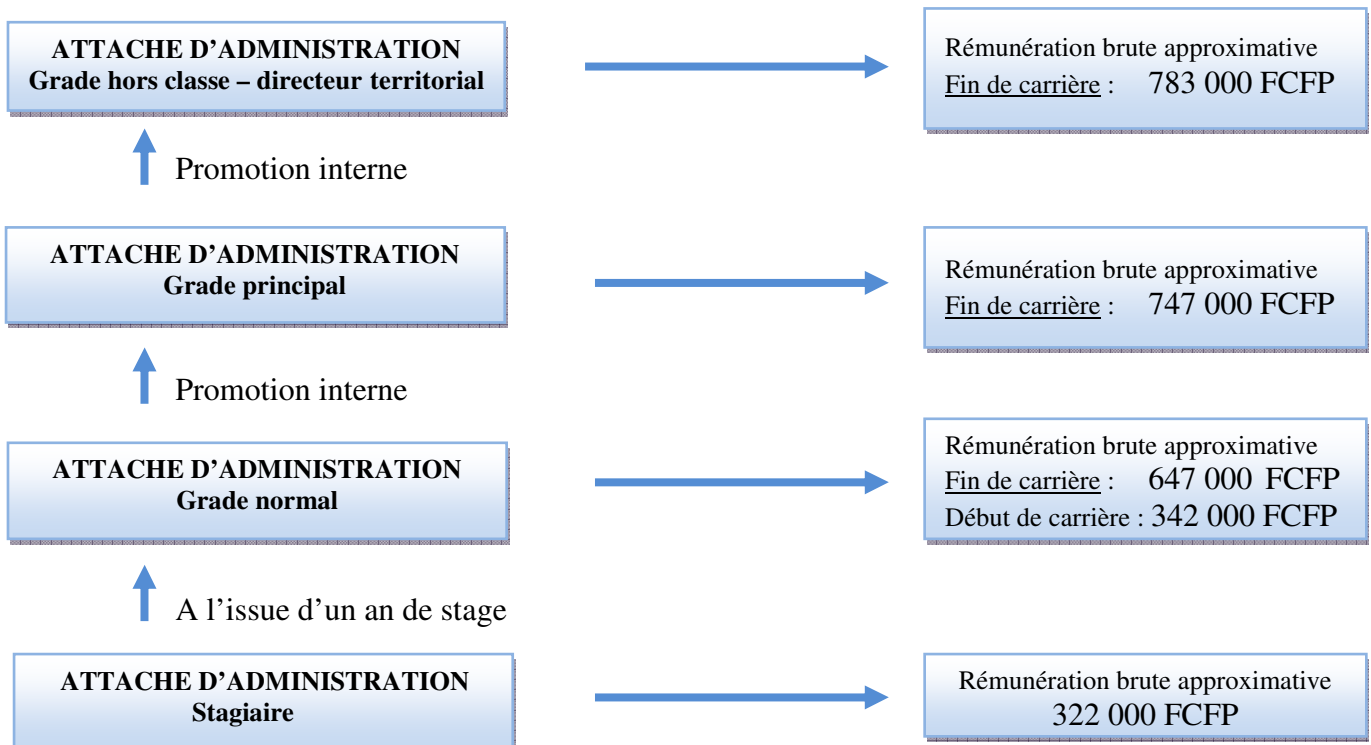 ATTACHE D’ADMINISTRATION
Grade hors classe – directeur territorial
Rémunération brute approximative
Fin de carrière : 783 000 FCFP
Promotion interne
ATTACHE D’ADMINISTRATION
Grade principal
Rémunération brute approximative
Fin de carrière : 747 000 FCFP
Promotion interne
ATTACHE D’ADMINISTRATION
Grade normal
Rémunération brute approximative
Fin de carrière : 647 000 FCFP
Début de carrière : 342 000 FCFP
A l’issue d’un an de stage
ATTACHE D’ADMINISTRATION
Stagiaire
Rémunération brute approximative
322 000 FCFP